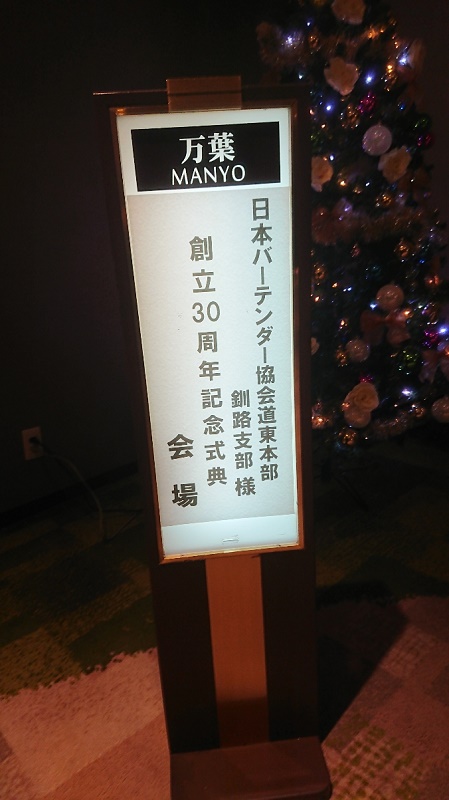 万葉
MANYO
日本バーテンダー協会道東本部
釧路支部 様
創立30周年記念式典
会場